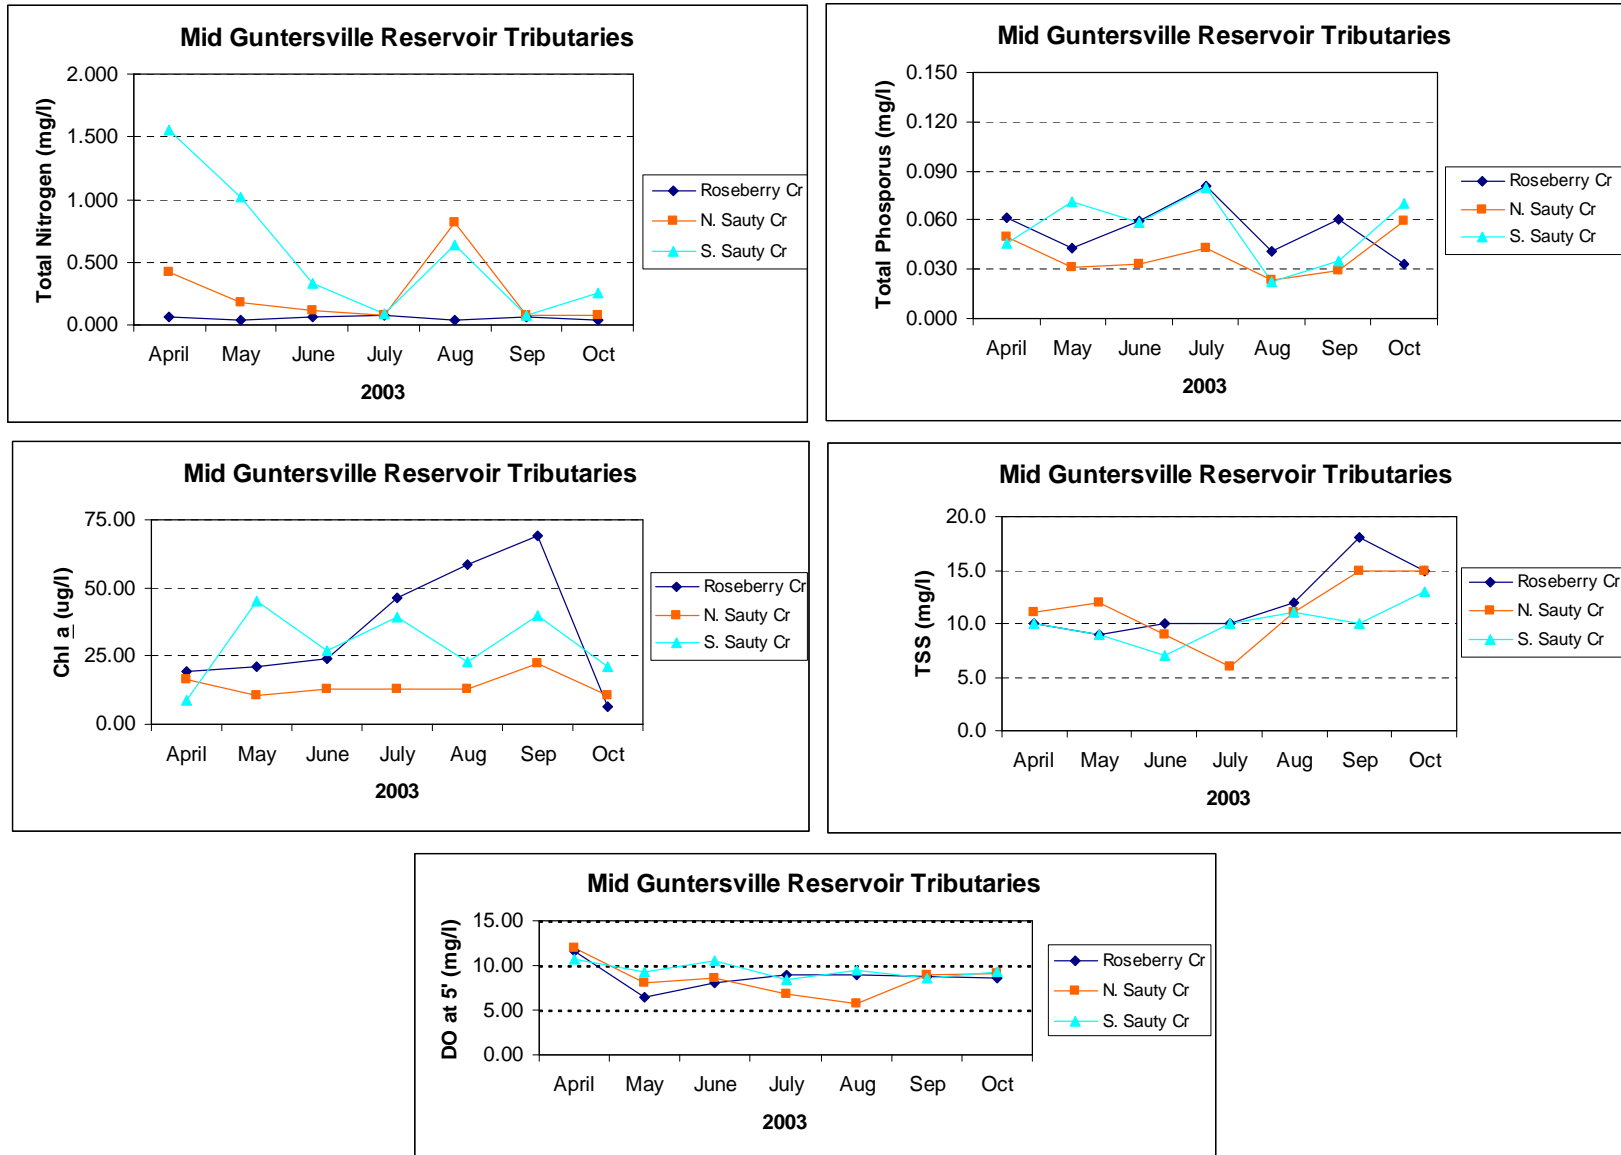 Mid Guntersville Reservoir Tributaries
Total Nitrogen (mg/l)
2.000
1.500
1.000
0.500
0.000
April May June July Aug Sep Oct
2003
Roseberry Cr
N. Sauty Cr
S. Sauty Cr
Mid Guntersville Reservoir Tributaries
Total Phosporus (mg/l)
0.150
0.120
0.090
0.060
0.030
0.000
April May June July Aug Sep Oct
2003
Roseberry Cr
N. Sauty Cr
S. Sauty Cr
Mid Guntersville Reservoir Tributaries
Chl a (ug/l)
75.00
50.00
25.00
0.00
April May June July Aug Sep Oct
2003
Roseberry Cr
N. Sauty Cr
S. Sauty Cr
Mid Guntersville Reservoir Tributaries
TSS (mg/l)
20.0
15.0
10.0
5.0
0.0
April May June July Aug Sep Oct
2003
Roseberry Cr
N. Sauty Cr
S. Sauty Cr
Mid Guntersville Reservoir Tributaries
DO at 5' (mg/l)
15.00
10.00
5.00
0.00
April May June July Aug Sep Oct
2003
Roseberry Cr
N. Sauty Cr
S. Sauty Cr